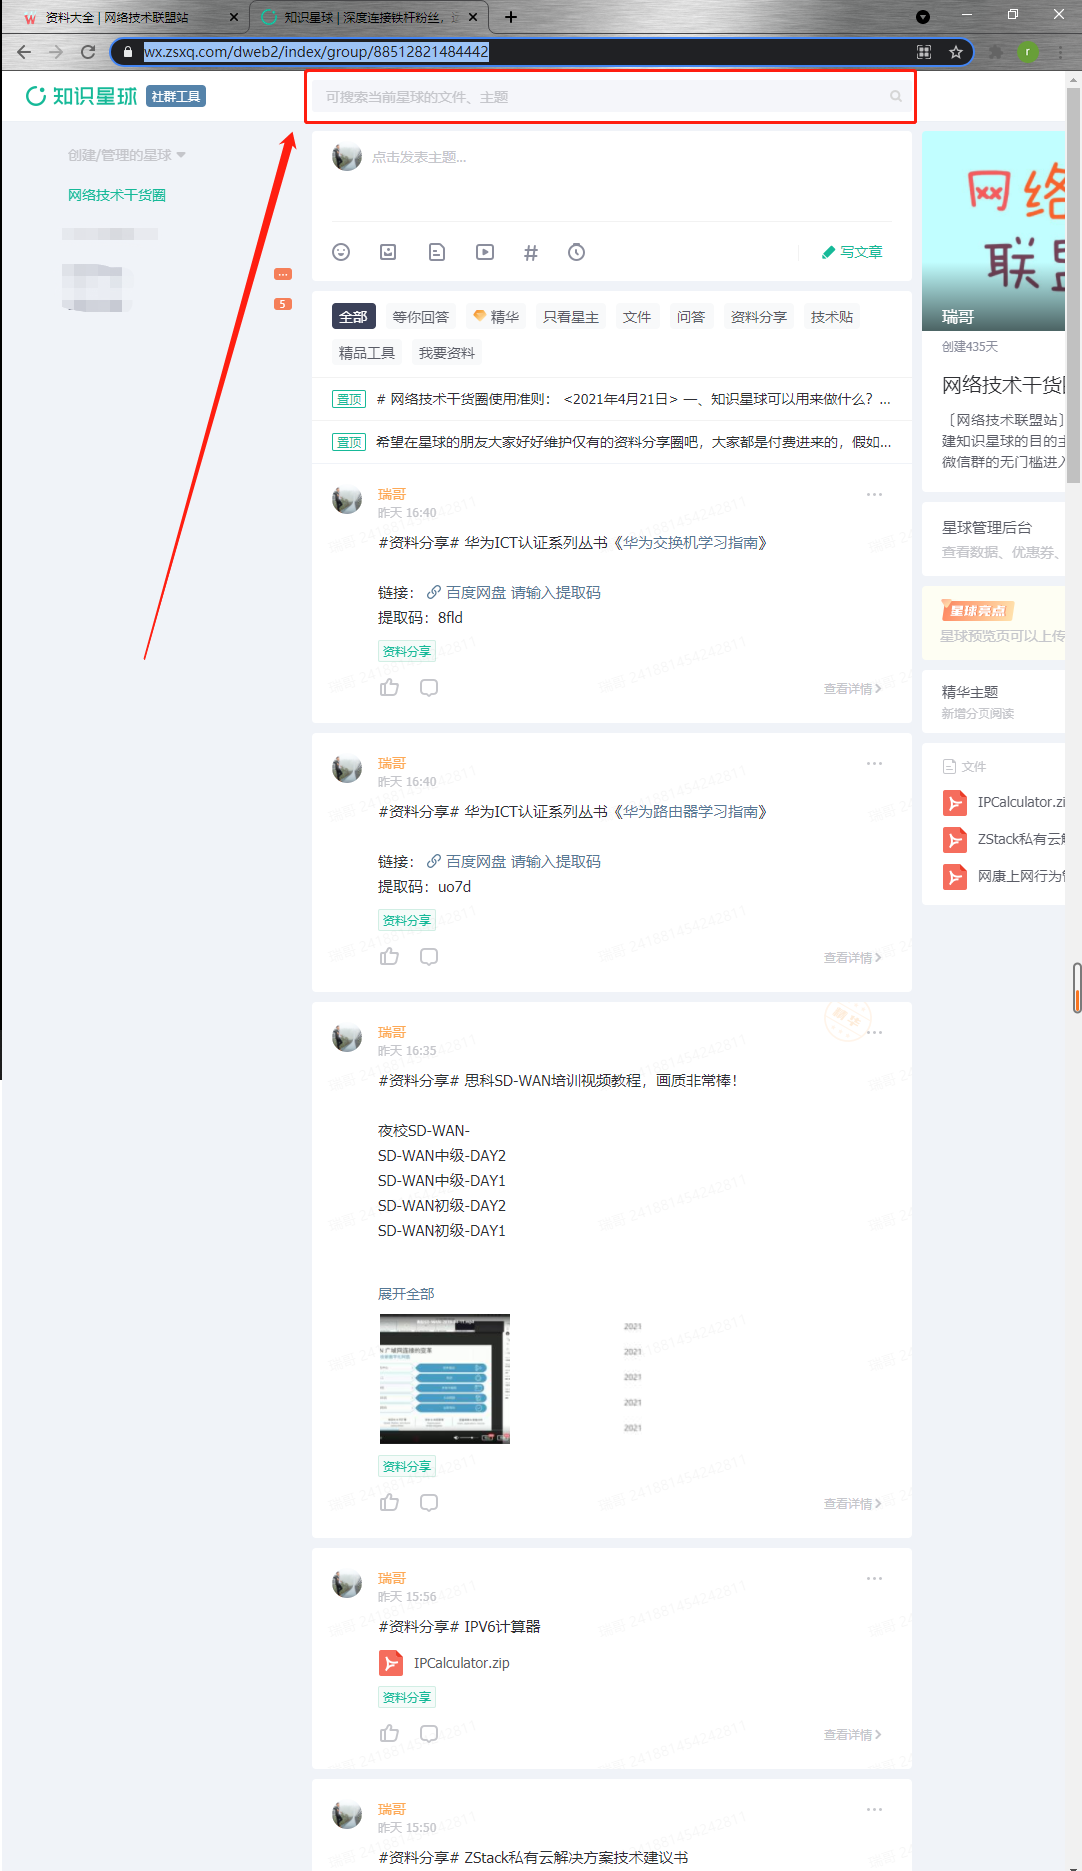 资料大全 | 网络技术联盟站
知识星球 | 深度连接铁杆粉丝,
wx.zsxq.com/dweb2/index/group/88512821484442
知识星球 社群工具
可搜索当前星球的文件、主题
创建/管理的星球
网络技术干货圈
5
点击发表主题...
写文章
全部 等你回答 精华 只看星主 文件 问答 资料分享 技术贴
精品工具 我要资料
置顶 # 网络技术干货圈使用准则： <2021年4月21日> 一、知识星球可以用来做什么？...
置顶 希望在星球的朋友大家好好维护仅有的资料分享圈吧，大家都是付费进来的，假如...
瑞哥
昨天 16:40
#资料分享# 华为ICT认证系列丛书《华为交换机学习指南》
链接： 百度网盘 请输入提取码
提取码：8fld
资料分享
查看详情
瑞哥
昨天 16:40
#资料分享# 华为ICT认证系列丛书《华为路由器学习指南》
链接： 百度网盘 请输入提取码
提取码：uo7d
资料分享
查看详情
瑞哥
昨天 16:35
精华
#资料分享# 思科SD-WAN培训视频教程，画质非常棒！
夜校SD-WAN-
SD-WAN中级-DAY2
SD-WAN中级-DAY1
SD-WAN初级-DAY2
SD-WAN初级-DAY1
展开全部
2021
2021
2021
2021
2021
资料分享
查看详情
瑞哥
昨天 15:56
#资料分享# IPV6计算器
IPCalculator.zip
资料分享
查看详情
瑞哥
昨天 15:50
#资料分享# ZStack私有云解决方案技术建议书
网络
联盟
瑞哥
创建435天
网络技术干货
〔网络技术联盟站〕
建知识星球的目的主
微信群的无门槛进入
星球管理后台
查看数据、优惠券、
星球亮点
星球预览页可以上传
精华主题
新增分页阅读
文件
IPCalculator.zi
ZStack私有云解
网康上网行为管
瑞哥 241881454242811